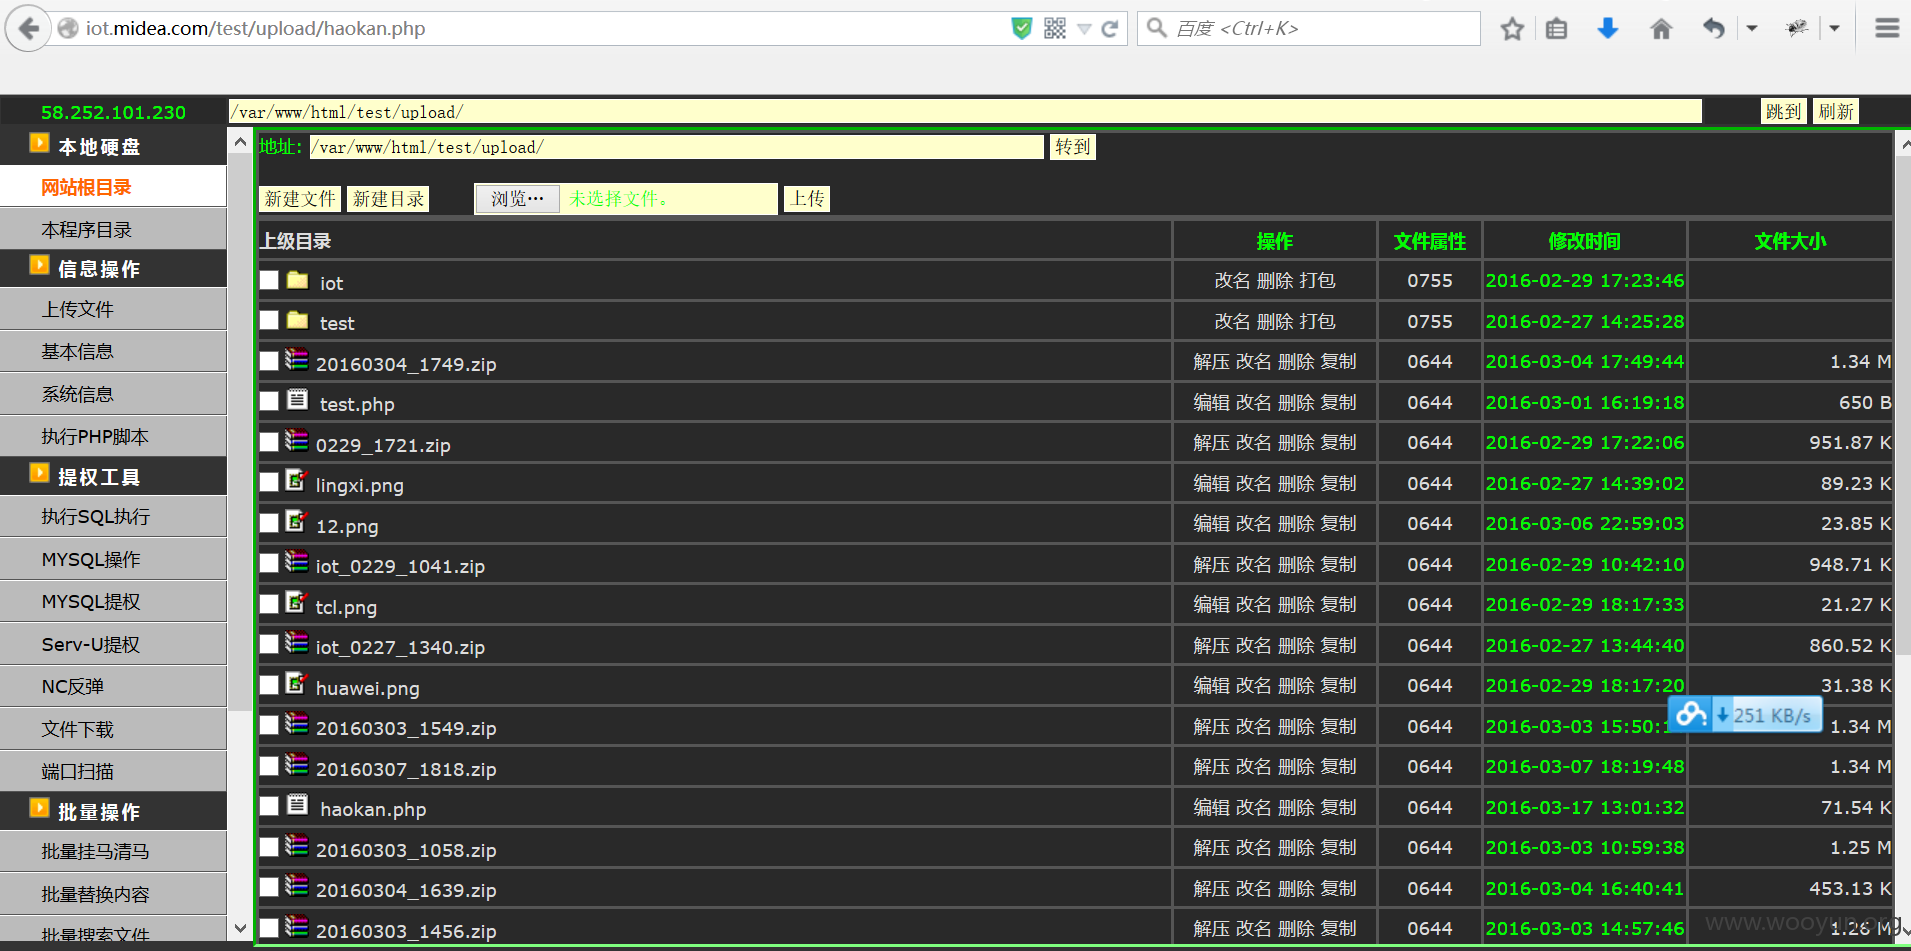 iot.midea.com/test/upload/haokan.php 百度 <Ctrl+K>
58.252.101.230 /var/www/html/test/upload/ 跳到 刷新
本地硬盘
网站根目录
本程序目录
信息操作
上传文件
基本信息
系统信息
执行PHP脚本
提权工具
执行SQL执行
MYSQL操作
MYSQL提权
Serv-U提权
NC反弹
文件下载
端口扫描
批量操作
批量挂马清马
批量替换内容
批量搜索文件
地址: /var/www/html/test/upload/ 转到
新建文件 新建目录 浏览… 未选择文件。 上传
上级目录 操作 文件属性 修改时间 文件大小
iot 改名 删除 打包 0755 2016-02-29 17:23:46
test 改名 删除 打包 0755 2016-02-27 14:25:28
20160304_1749.zip 解压 改名 删除 复制 0644 2016-03-04 17:49:44 1.34 M
test.php 编辑 改名 删除 复制 0644 2016-03-01 16:19:18 650 B
0229_1721.zip 解压 改名 删除 复制 0644 2016-02-29 17:22:06 951.87 K
lingxi.png 编辑 改名 删除 复制 0644 2016-02-27 14:39:02 89.23 K
12.png 编辑 改名 删除 复制 0644 2016-03-06 22:59:03 23.85 K
iot_0229_1041.zip 解压 改名 删除 复制 0644 2016-02-29 10:42:10 948.71 K
tcl.png 编辑 改名 删除 复制 0644 2016-02-29 18:17:33 21.27 K
iot_0227_1340.zip 解压 改名 删除 复制 0644 2016-02-27 13:44:40 860.52 K
huawei.png 编辑 改名 删除 复制 0644 2016-02-29 18:17:20 31.38 K
251 KB/s
20160303_1549.zip 解压 改名 删除 复制 0644 2016-03-03 15:50: 1.34 M
20160307_1818.zip 解压 改名 删除 复制 0644 2016-03-07 18:19:48 1.34 M
haokan.php 编辑 改名 删除 复制 0644 2016-03-17 13:01:32 71.54 K
20160303_1058.zip 解压 改名 删除 复制 0644 2016-03-03 10:59:38 1.25 M
20160304_1639.zip 解压 改名 删除 复制 0644 2016-03-04 16:40:41 453.13 K
20160303_1456.zip 解压 改名 删除 复制 0644 2016-03-03 14:57:46 1.26 M
www.wooyun.org